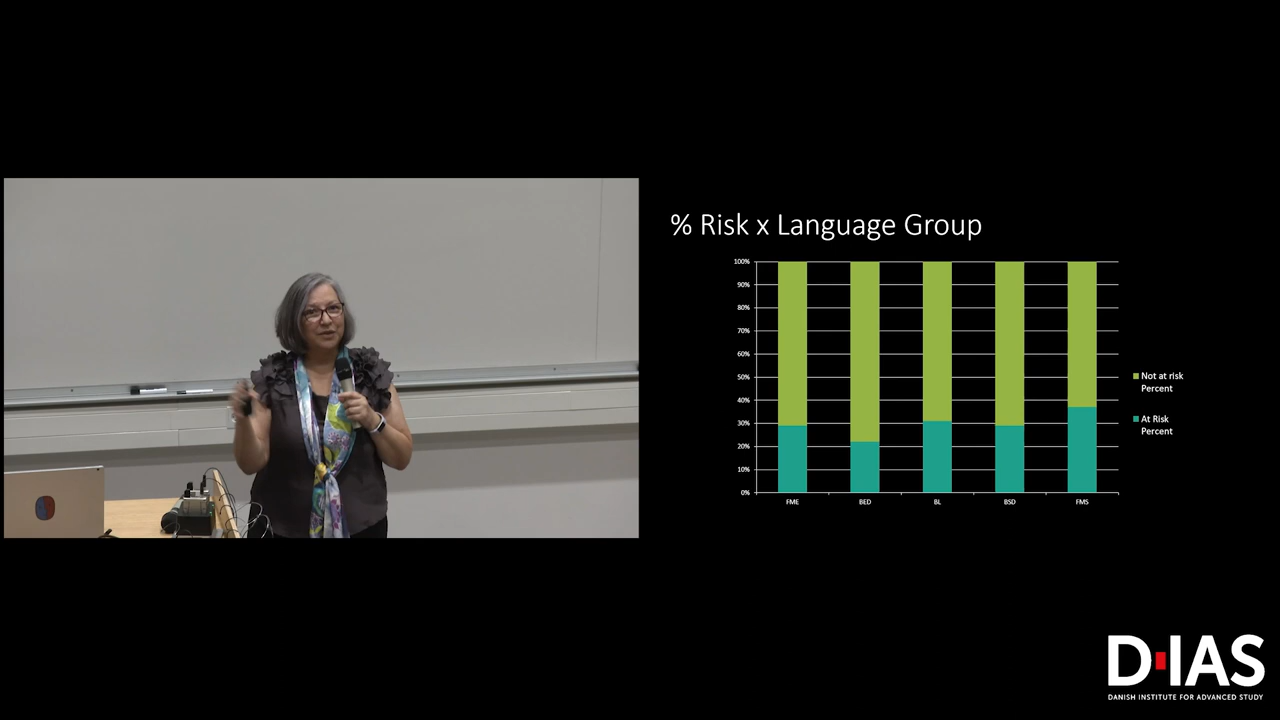 % Risk x Language Group
100%
90%
80%
70%
60%
50%
40%
30%
20%
10%
0%
FME BED BL BSD FMS
Not at risk
Percent
At Risk
Percent
D·IAS
DANISH INSTITUTE FOR ADVANCED STUDY